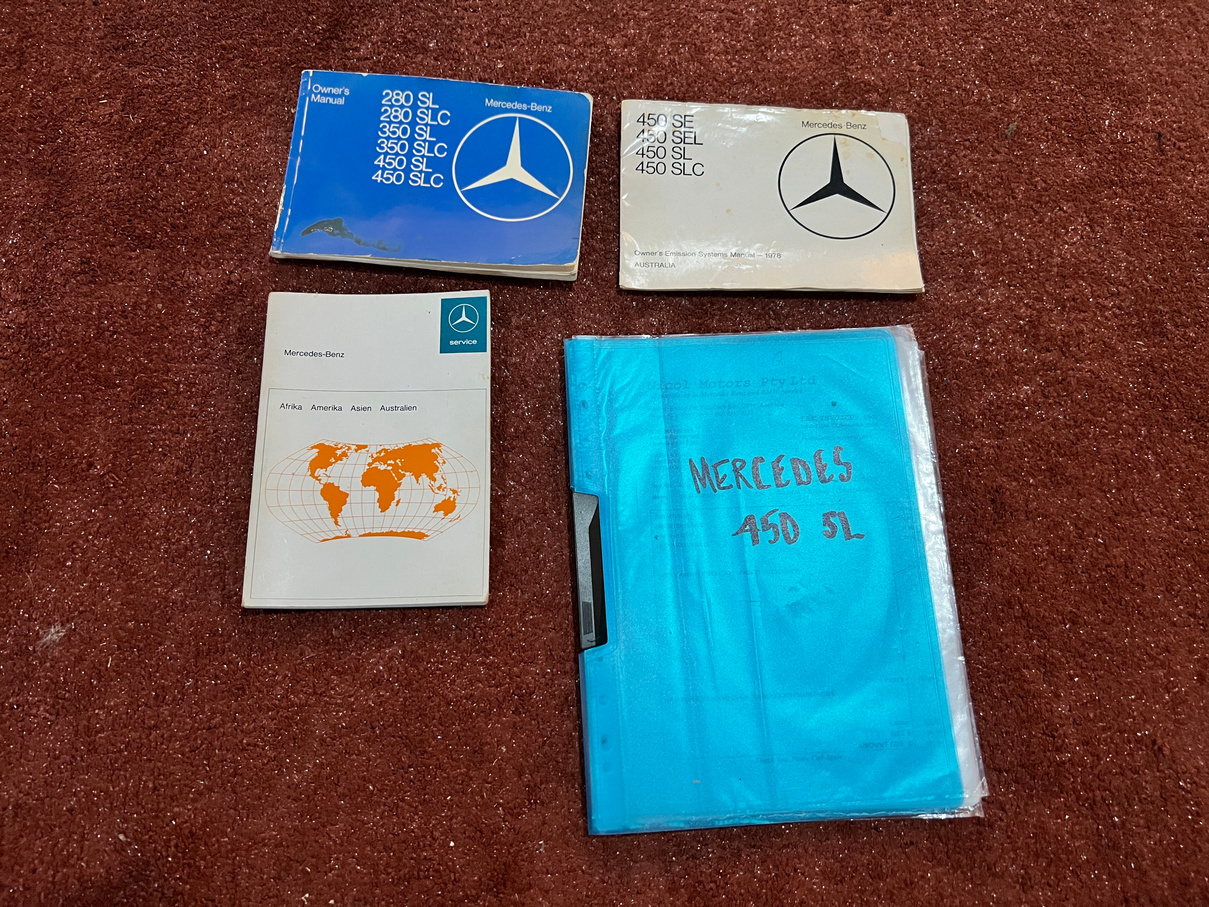 Owner's
Manual
280 SL
280 SLC
350 SL
350 SLC
450 SL
450 SLC
Mercedes-Benz
450 SE
450 SEL
450 SL
450 SLC
Mercedes-Benz
Owner's Emission Systems Manual — 1978
AUSTRALIA
service
Mercedes-Benz
Afrika Amerika Asien Australien
Motors Pty Ltd
MERCEDES
450 SL